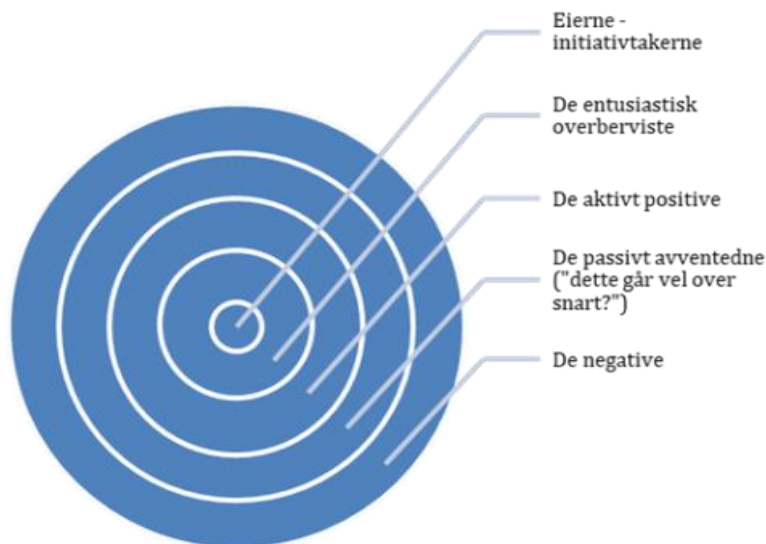 Eierne -
initiativtakerne
De entusiastisk
overberviste
De aktivt positive
De passivt avventedne
("dette går vel over
snart?")
De negative